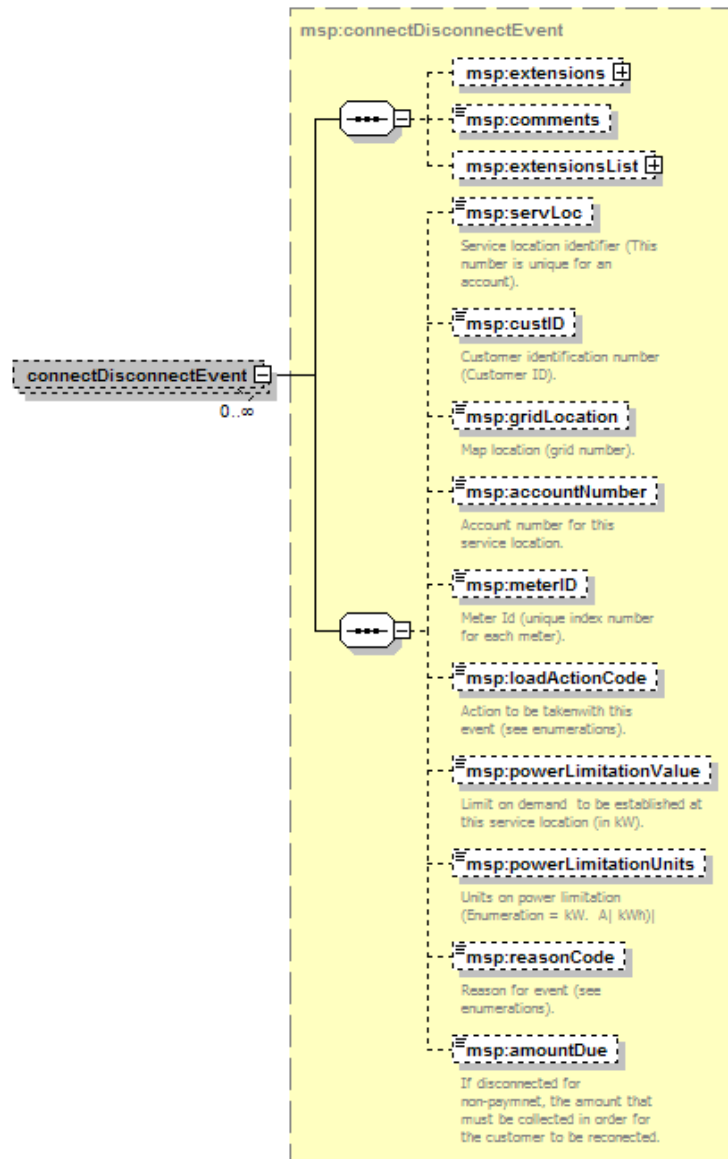 msp:connectDisconnectEvent
msp:extensions
msp:comments
msp:extensionsList
msp:servLoc
Service location identifier (This
number is unique for an
account).
msp:custID
Customer identification number
(Customer ID).
connectDisconnectEvent
0..∞
msp:gridLocation
Map location (grid number).
msp:accountNumber
Account number for this
service location.
msp:meterID
Meter Id (unique index number
for each meter).
msp:loadActionCode
Action to be takenwith this
event (see enumerations).
msp:powerLimitationValue
Limit on demand  to be established at
this service location (in kW).
msp:powerLimitationUnits
Units on power limitation
(Enumeration = kW.  A| kWh)|
msp:reasonCode
Reason for event (see
enumerations).
msp:amountDue
If disconnected for
non-paymnet, the amount that
must be collected in order for
the customer to be reconected.